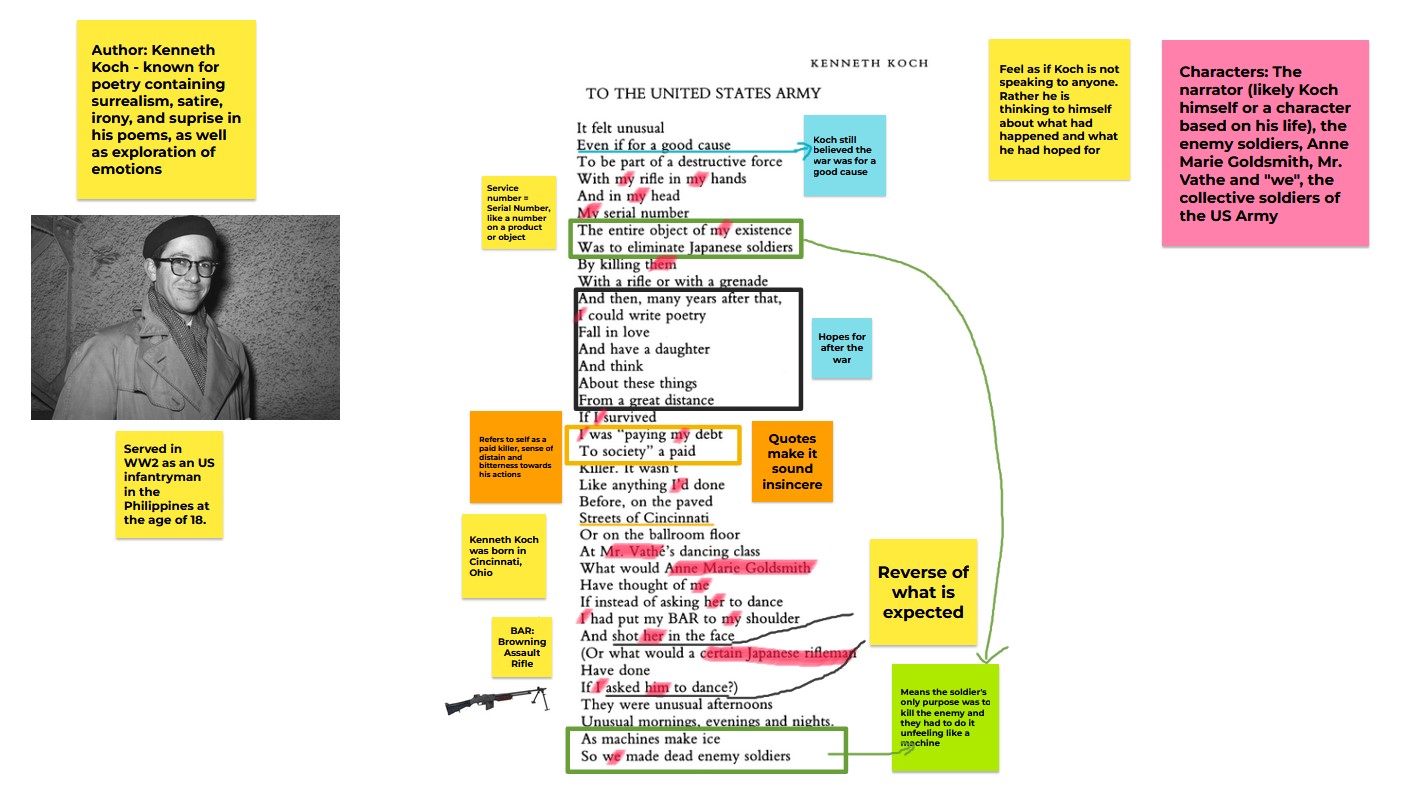 Author: Kenneth
Koch - known for
poetry containing
surrealism, satire,
irony, and suprise in
his poems, as well
as exploration of
emotions
Served in
WW2 as an US
infantryman
in the
Philippines at
the age of 18.
KENNETH KOCH
TO THE UNITED STATES ARMY
It felt unusual
Even if for a good cause
To be part of a destructive force
With my rifle in my hands
And in my head
My serial number
The entire object of my existence
Was to eliminate Japanese soldiers
By killing them
With a rifle or with a grenade
And then, many years after that,
I could write poetry
Fall in love
And have a daughter
And think
About these things
From a great distance
If I survived
I was “paying my debt
To society” a paid
Killer. It wasn't
Like anything I'd done
Before, on the paved
Streets of Cincinnati
Or on the ballroom floor
At Mr. Vathé's dancing class
What would Anne Marie Goldsmith
Have thought of me
If instead of asking her to dance
I had put my BAR to my shoulder
And shot her in the face
(Or what would a certain Japanese rifleman
Have done
If I asked him to dance?)
They were unusual afternoons
Unusual mornings, evenings and nights.
As machines make ice
So we made dead enemy soldiers
Service
number =
Serial Number,
like a number
on a product
or object
Refers to self as a
paid killer, sense of
distain and
bitterness towards
his actions
Kenneth Koch
was born in
Cincinnati,
Ohio
BAR:
Browning
Assault
Rifle
Koch still
believed the
war was for a
good cause
Hopes for
after the
war
Quotes
make it
sound
insincere
Reverse of
what is
expected
Means the soldier's
only purpose was to
kill the enemy and
they had to do it
unfeeling like a
machine
Feel as if Koch is not
speaking to anyone.
Rather he is
thinking to himself
about what had
happened and what
he had hoped for
Characters: The
narrator (likely Koch
himself or a character
based on his life), the
enemy soldiers, Anne
Marie Goldsmith, Mr.
Vathe and "we", the
collective soldiers of
the US Army